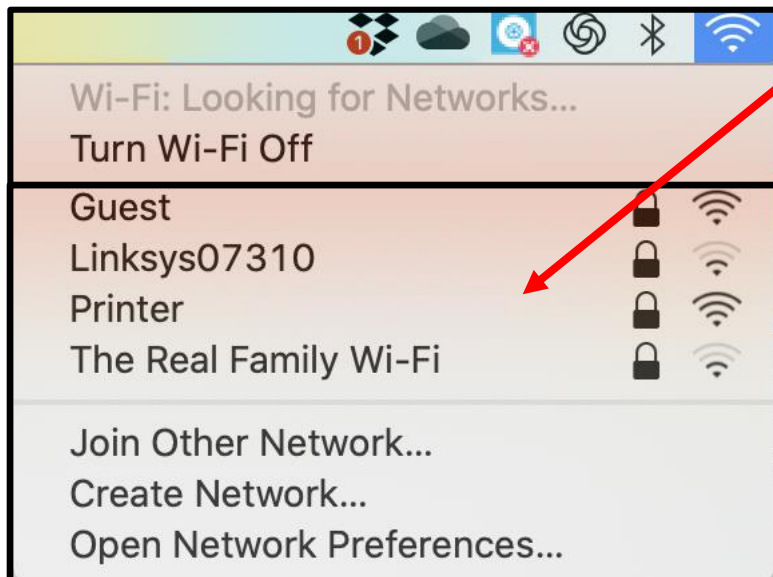 1
Wi-Fi: Looking for Networks...
Turn Wi-Fi Off
Guest
Linksys07310
Printer
The Real Family Wi-Fi
Join Other Network...
Create Network...
Open Network Preferences...